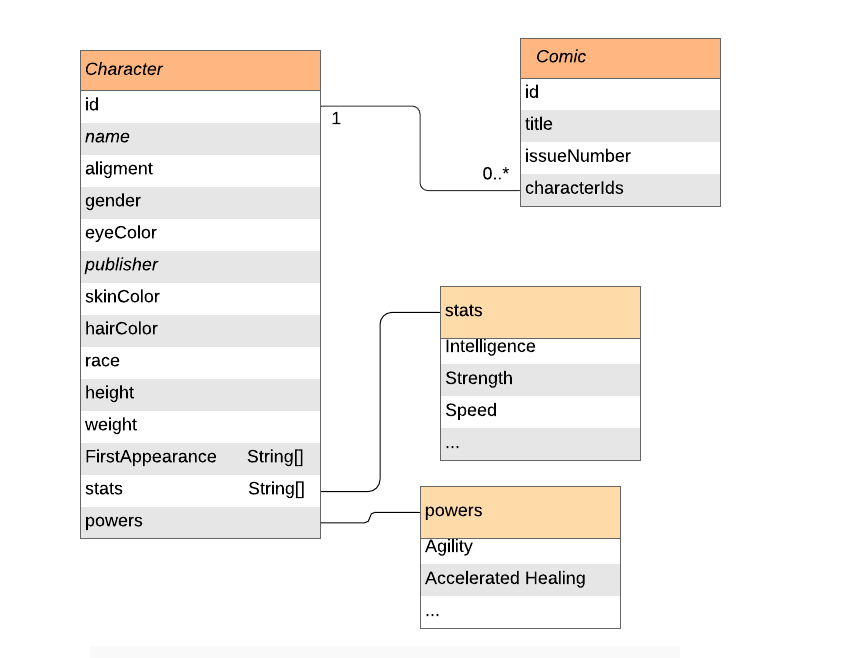 Character
id
name
aligment
gender
eyeColor
publisher
skinColor
hairColor
race
height
weight
FirstAppearance String[]
stats String[]
powers
1
0..*
Comic
id
title
issueNumber
characterIds
stats
Intelligence
Strength
Speed
...
powers
Agility
Accelerated Healing
...